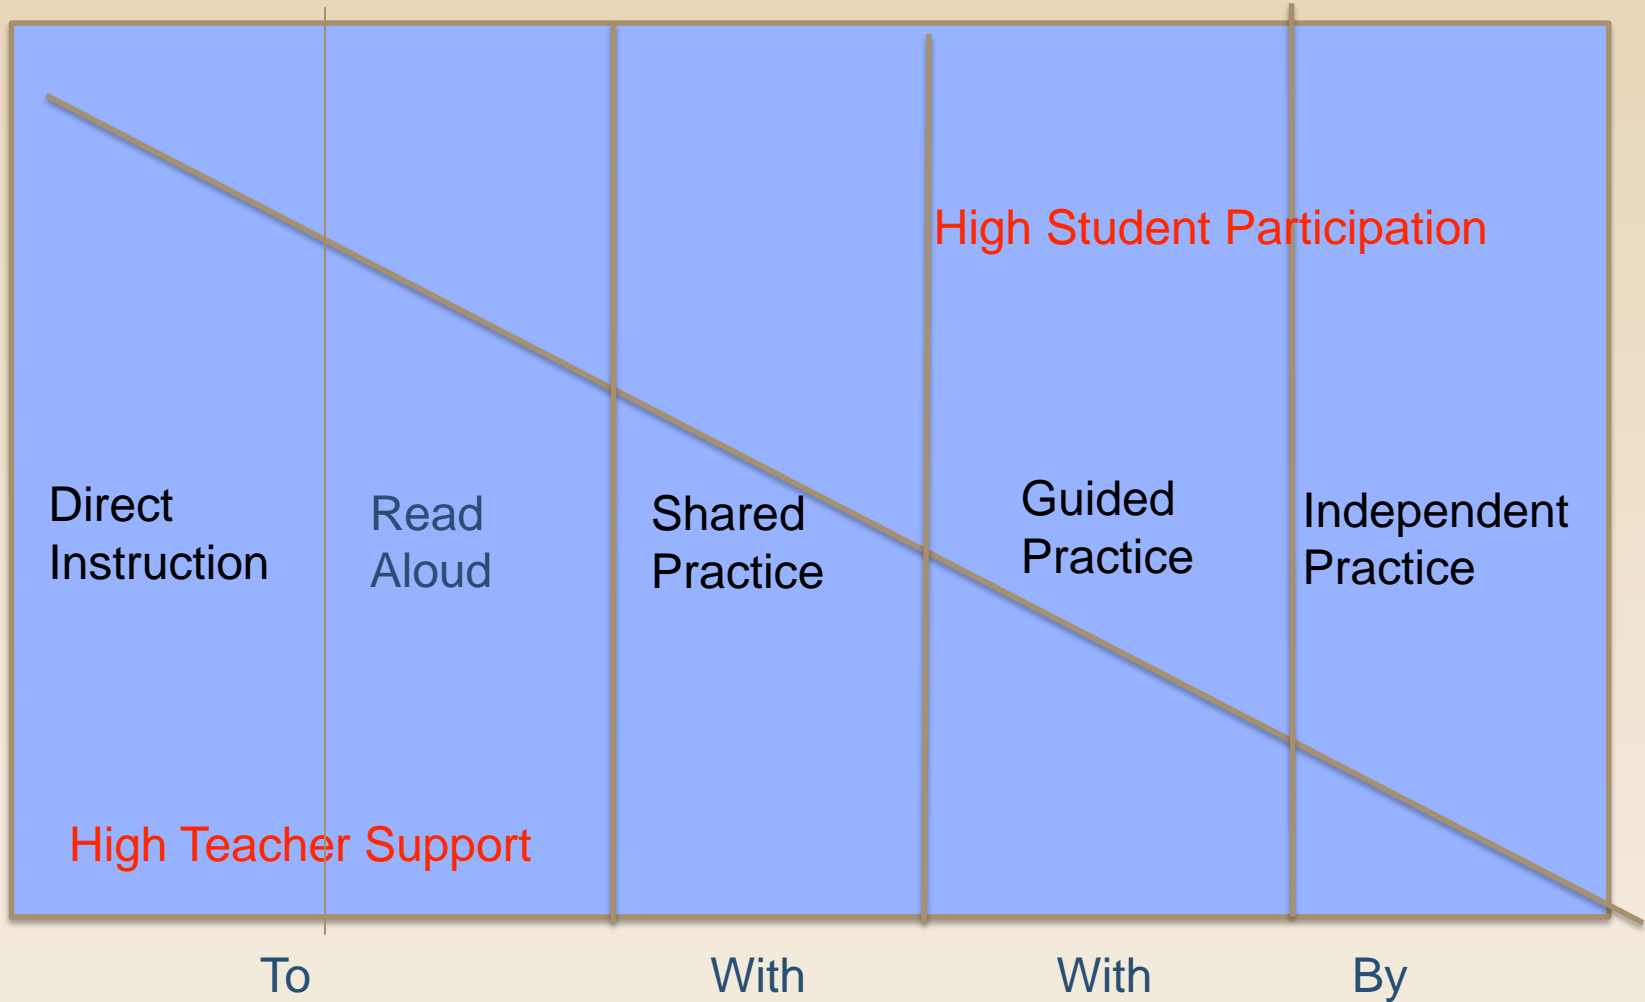 High Student Participation
Direct
Instruction
Read
Aloud
Shared
Practice
Guided
Practice
Independent
Practice
High Teacher Support
To
With
With
By